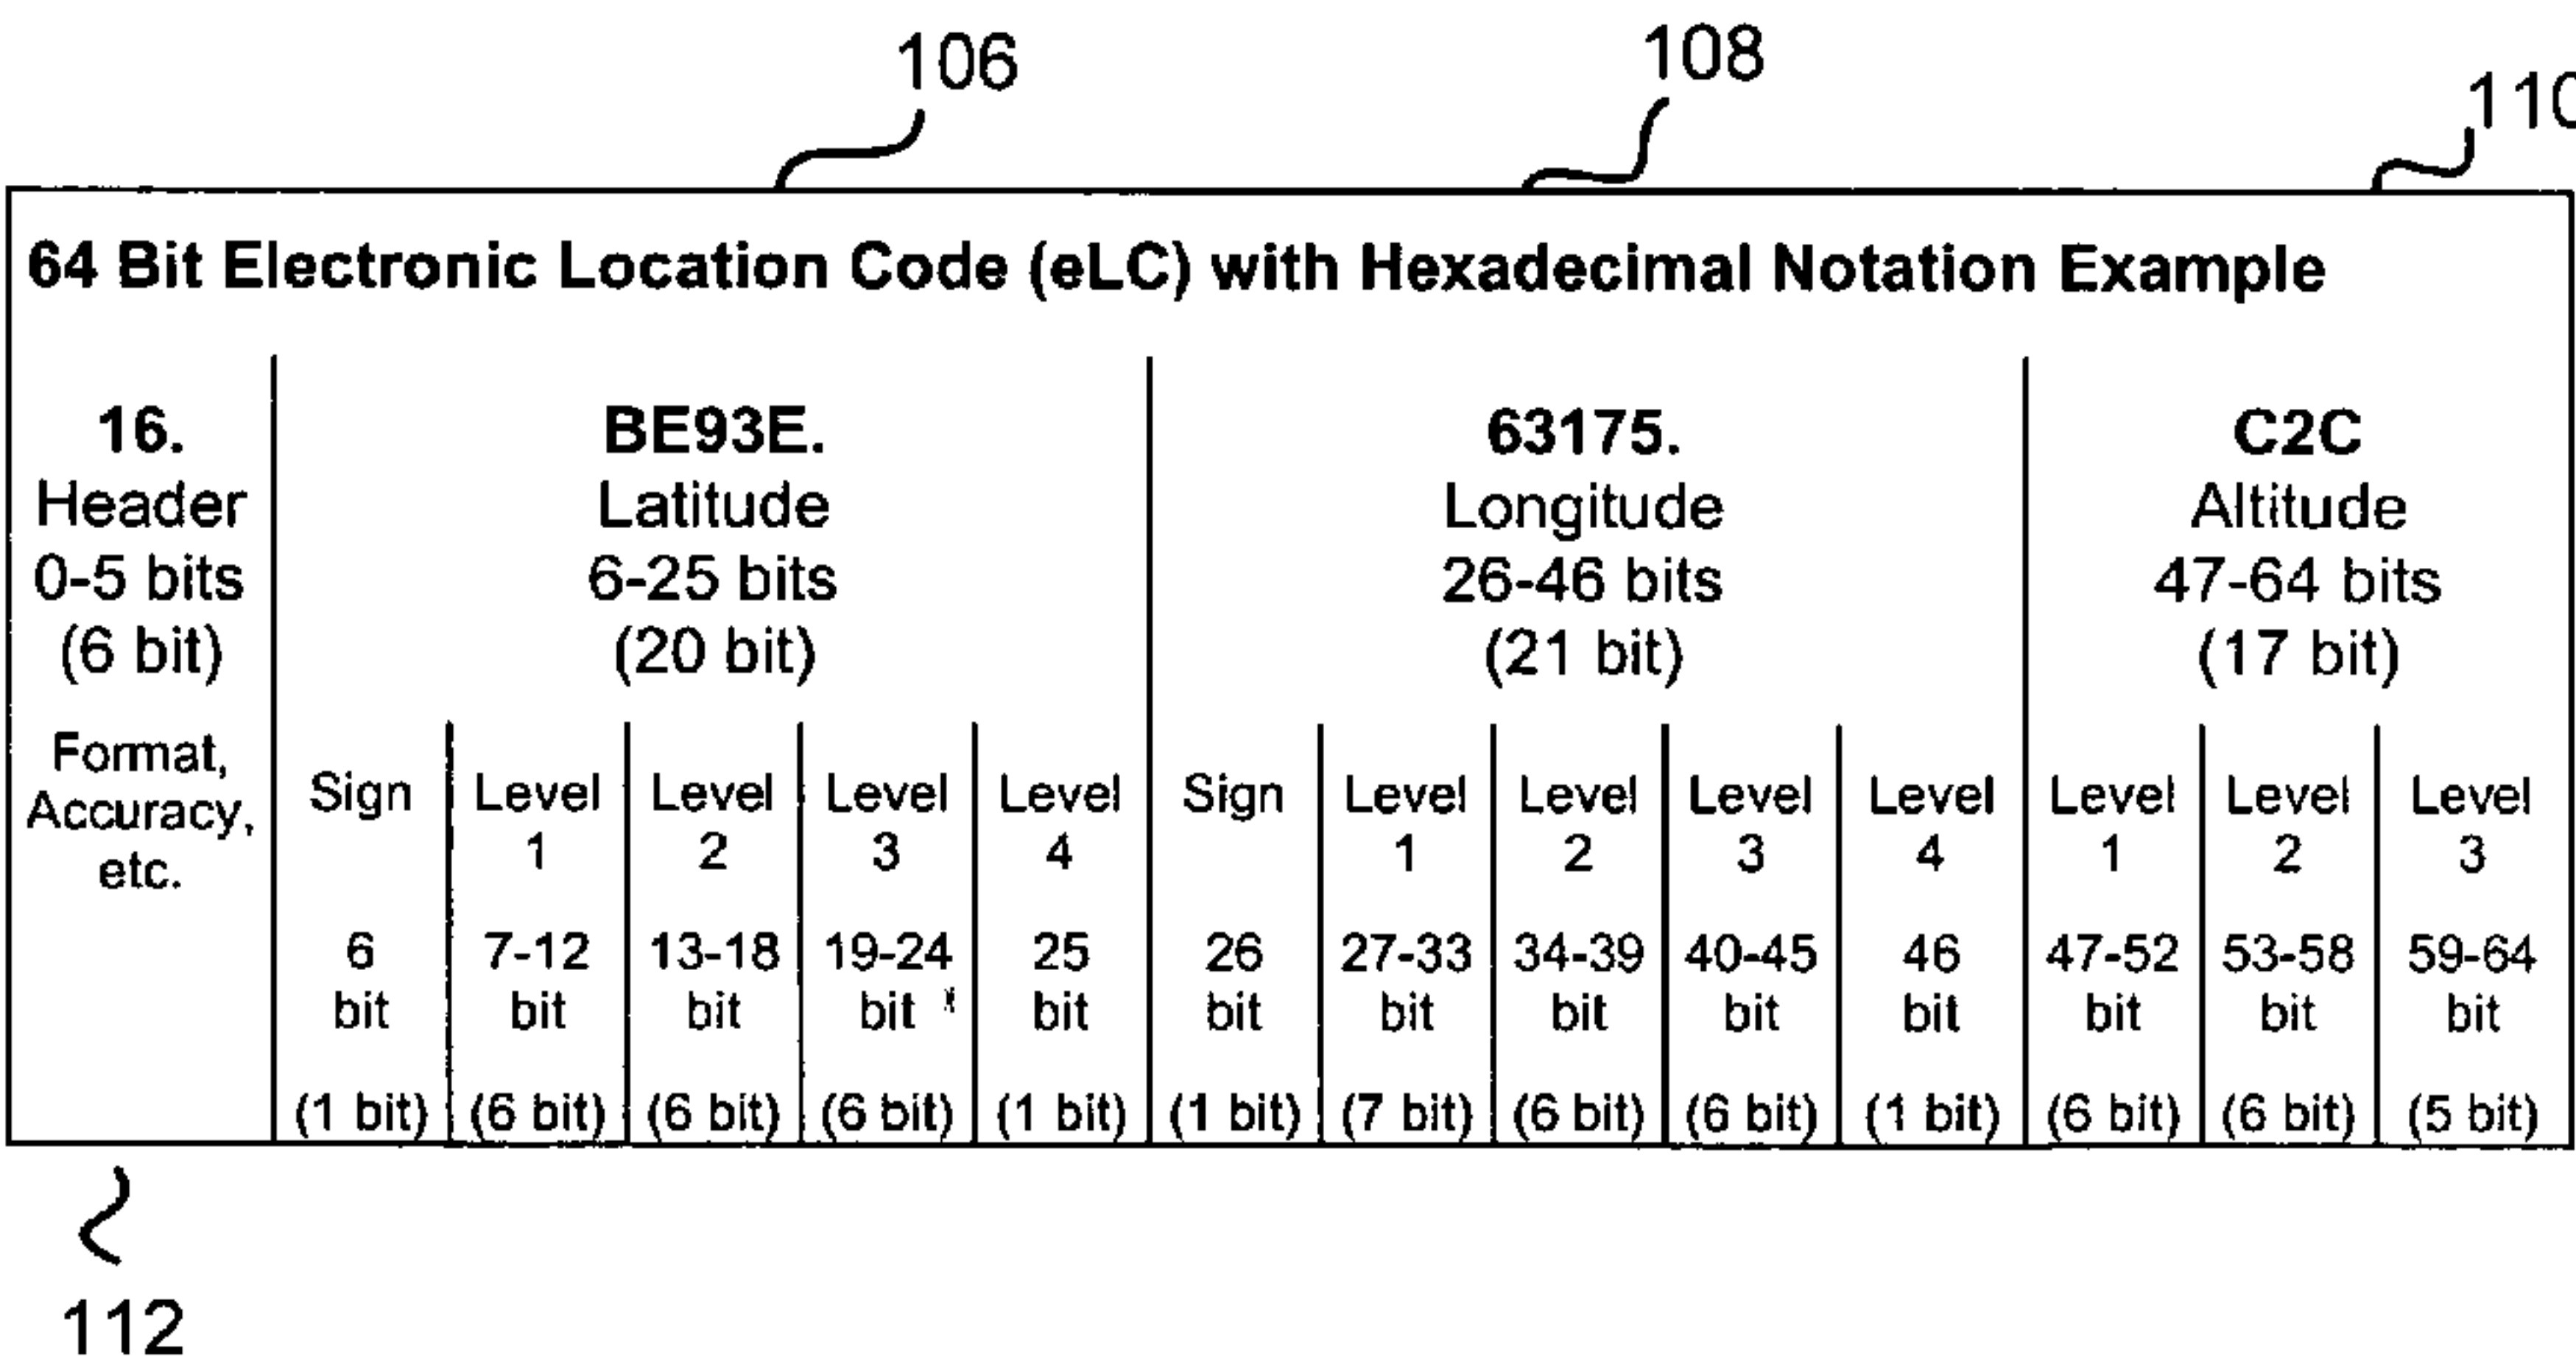 106
108
110
64 Bit Electronic Location Code (eLC) with Hexadecimal Notation Example
16. BE93E. 63175. C2C
Header Latitude Longitude Altitude
0-5 bits 6-25 bits 26-46 bits 47-64 bits
(6 bit) (20 bit) (21 bit) (17 bit)
Format,
Accuracy,
etc.
Sign Level 1 Level 2 Level 3 Level 4 Sign Level 1 Level 2 Level 3 Level 4 Level 1 Level 2 Level 3
6 7-12 13-18 19-24 25 26 27-33 34-39 40-45 46 47-52 53-58 59-64
bit bit bit bit bit bit bit bit bit bit bit bit bit
(1 bit) (6 bit) (6 bit) (6 bit) (1 bit) (1 bit) (7 bit) (6 bit) (6 bit) (1 bit) (6 bit) (6 bit) (5 bit)
112